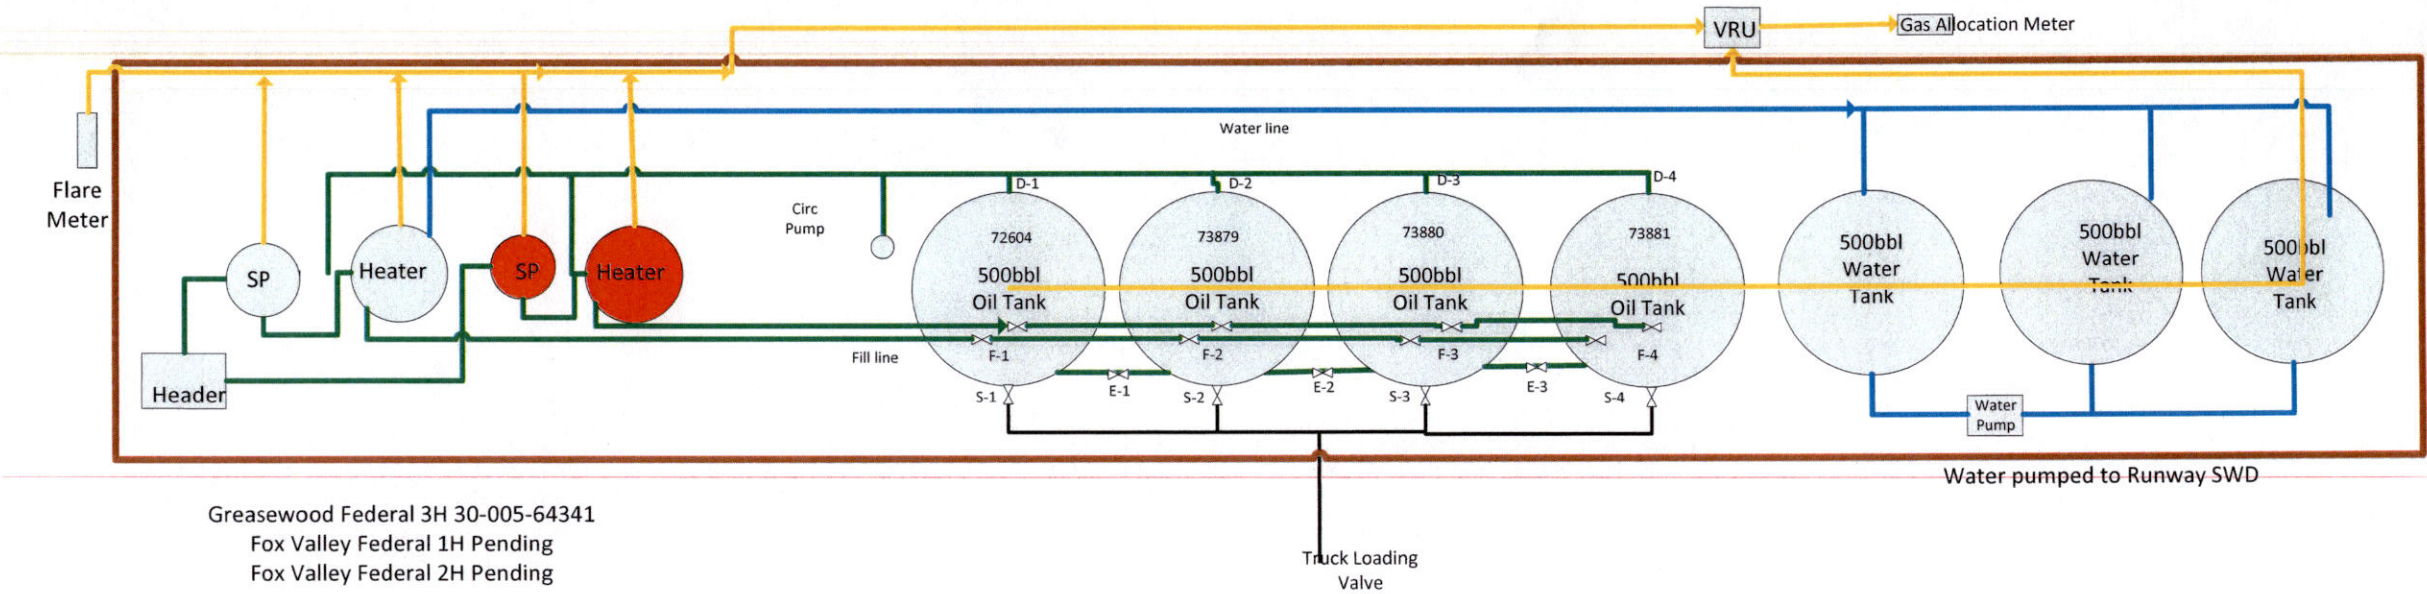 VRU
Gas Allocation Meter
Flare
Meter
Water line
Circ
Pump
D-1
D-2
D-3
D-4
SP
Heater
SP
Heater
72604
500bbl
Oil Tank
73879
500bbl
Oil Tank
73880
500bbl
Oil Tank
73881
500bbl
Oil Tank
500bbl
Water
Tank
500bbl
Water
Tank
500bbl
Water
Tank
Header
Fill line
F-1
F-2
F-3
F-4
E-1
E-2
E-3
S-1
S-2
S-3
S-4
Water
Pump
Water pumped to Runway SWD
Greasewood Federal 3H 30-005-64341
Fox Valley Federal 1H Pending
Fox Valley Federal 2H Pending
Truck Loading
Valve